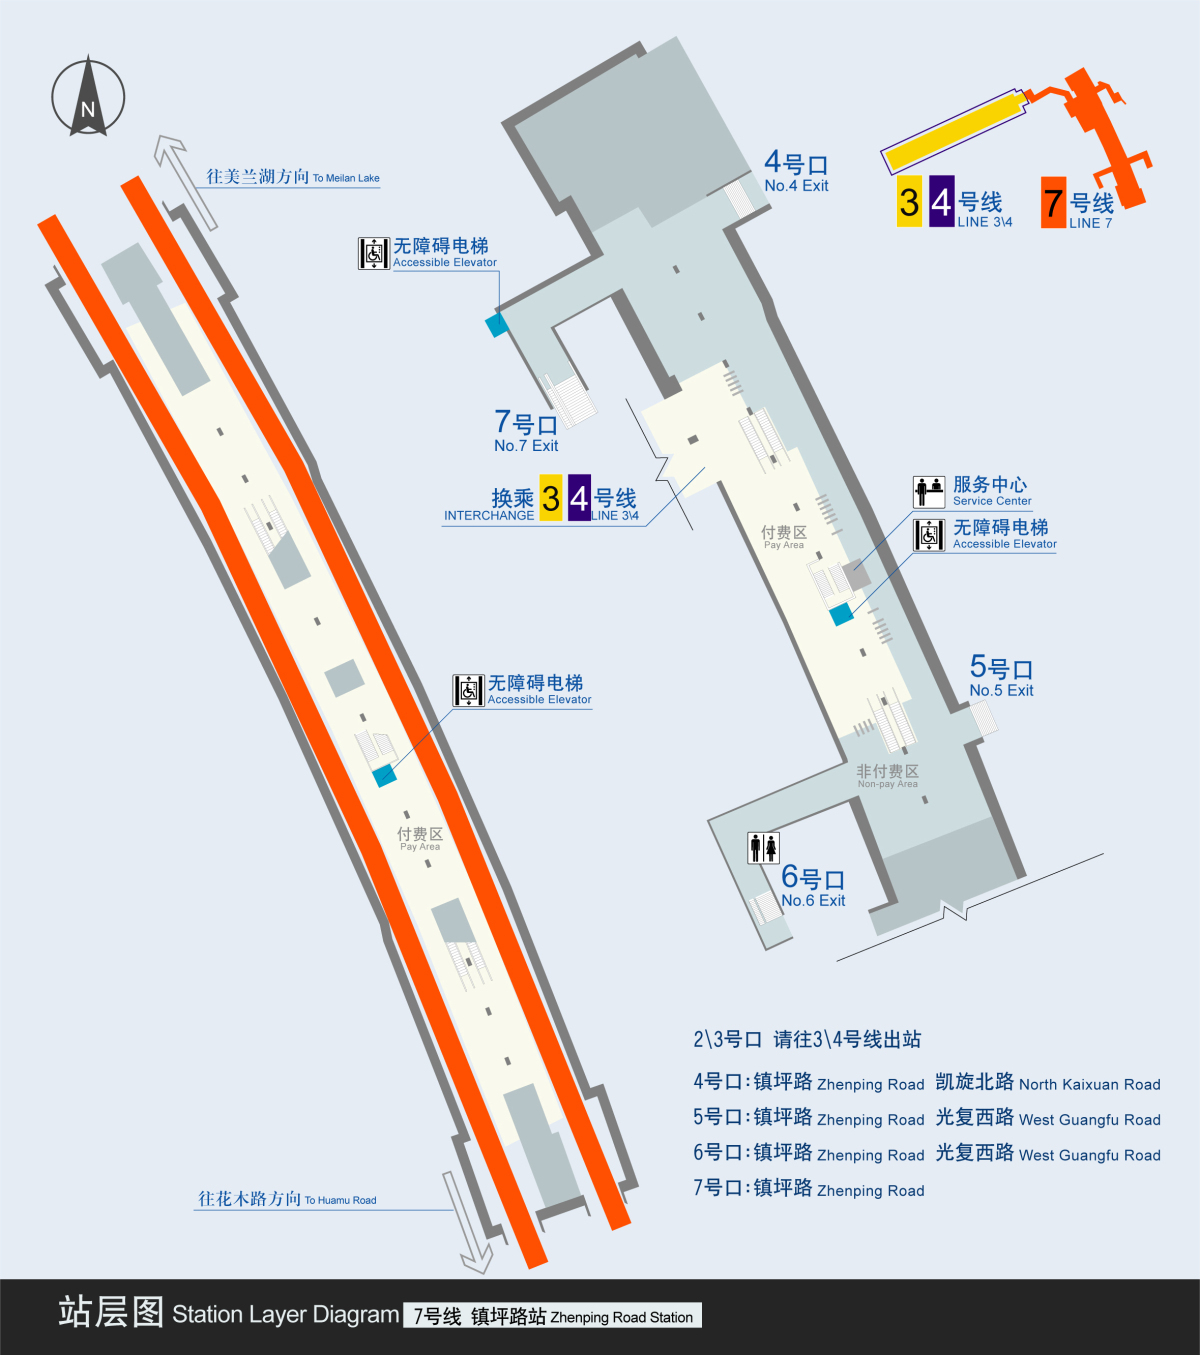 N
往美兰湖方向 To Meilan Lake
4号口
No.4 Exit
3 4 号线
LINE 3\4
7 号线
LINE 7
无障碍电梯
Accessible Elevator
7号口
No.7 Exit
换乘 3 4 号线
INTERCHANGE LINE 3\4
服务中心
Service Center
无障碍电梯
Accessible Elevator
付费区
Pay Area
5号口
No.5 Exit
无障碍电梯
Accessible Elevator
非付费区
Non-pay Area
付费区
Pay Area
6号口
No.6 Exit
2\3号口 请往3\4号线出站
4号口:镇坪路 Zhenping Road 凯旋北路 North Kaixuan Road
5号口:镇坪路 Zhenping Road 光复西路 West Guangfu Road
6号口:镇坪路 Zhenping Road 光复西路 West Guangfu Road
7号口:镇坪路 Zhenping Road
往花木路方向 To Huamu Road
站层图 Station Layer Diagram 7号线 镇坪路站 Zhenping Road Station